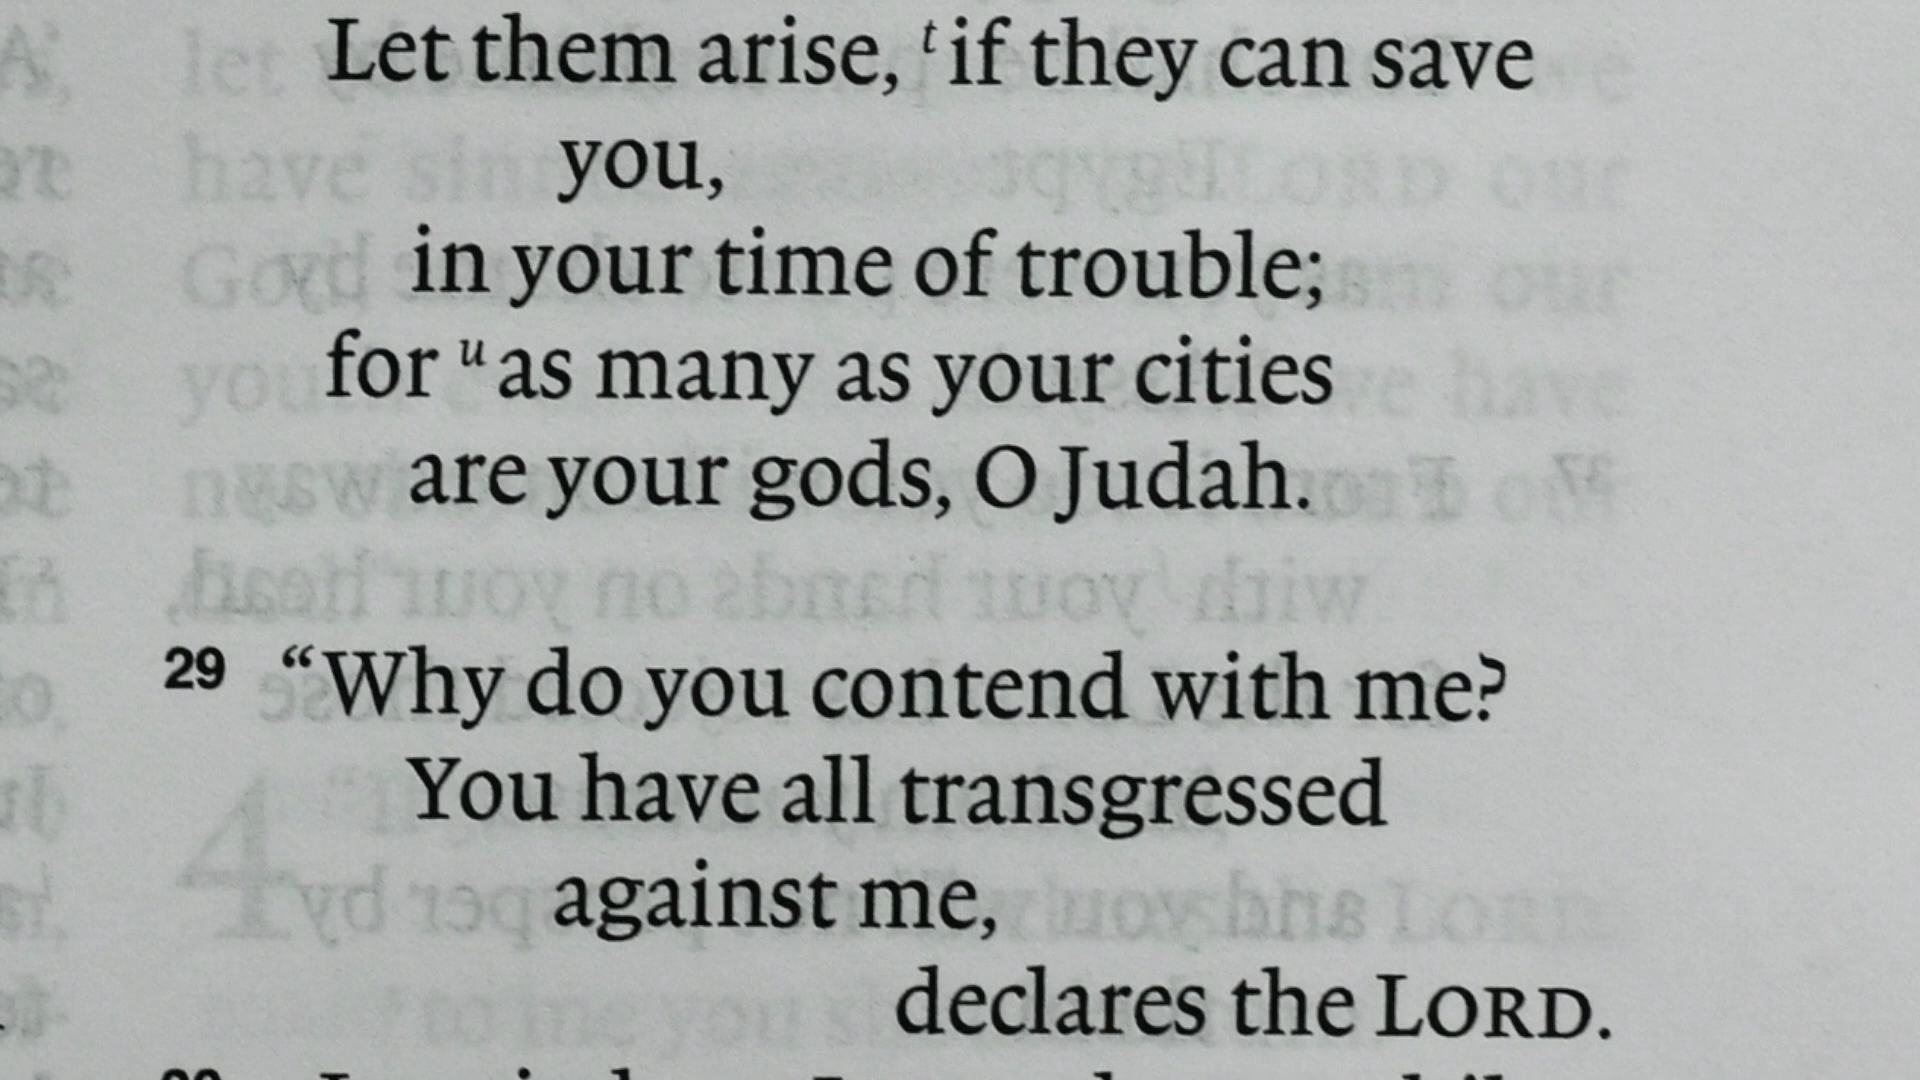 Let them arise, t if they can save
you,
in your time of trouble;
for u as many as your cities
are your gods, O Judah.
29 “Why do you contend with me?
You have all transgressed
against me,
declares the LORD.